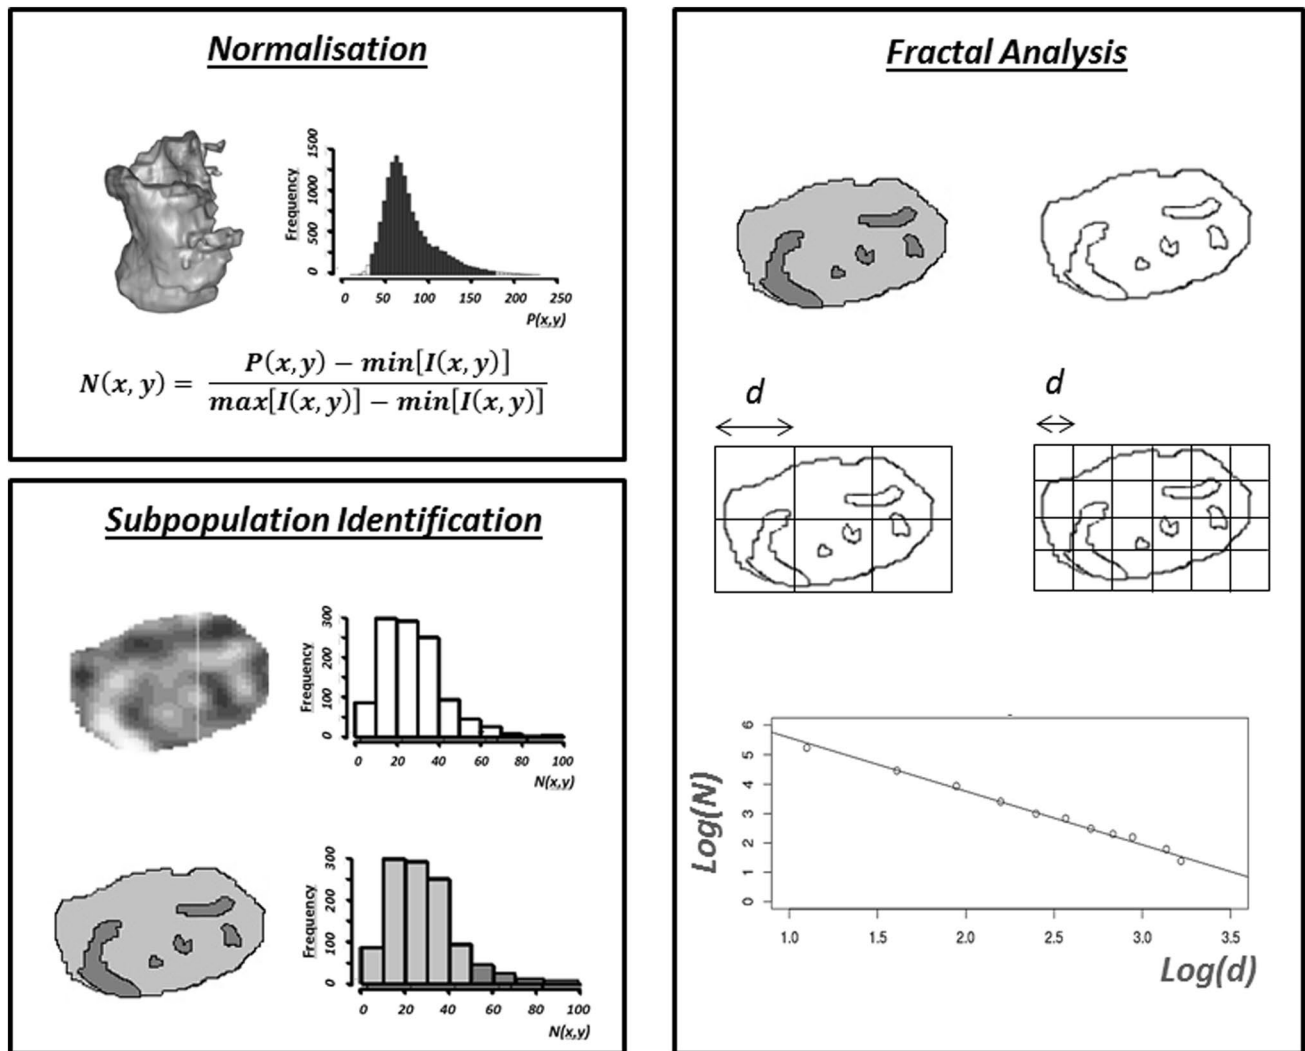 Normalisation
1500
1000
500
0
Frequency
0 50 100 150 200 250
P(x,y)
N(x, y) = P(x, y) − min[I(x, y)]
max[I(x, y)] − min[I(x, y)]
Subpopulation Identification
300
200
100
0
Frequency
0 20 40 60 80 100
N(x,y)
300
200
100
0
Frequency
0 20 40 60 80 100
N(x,y)
Fractal Analysis
d
d
6
5
4
3
2
1
0
Log(N)
1.0 1.5 2.0 2.5 3.0 3.5
Log(d)